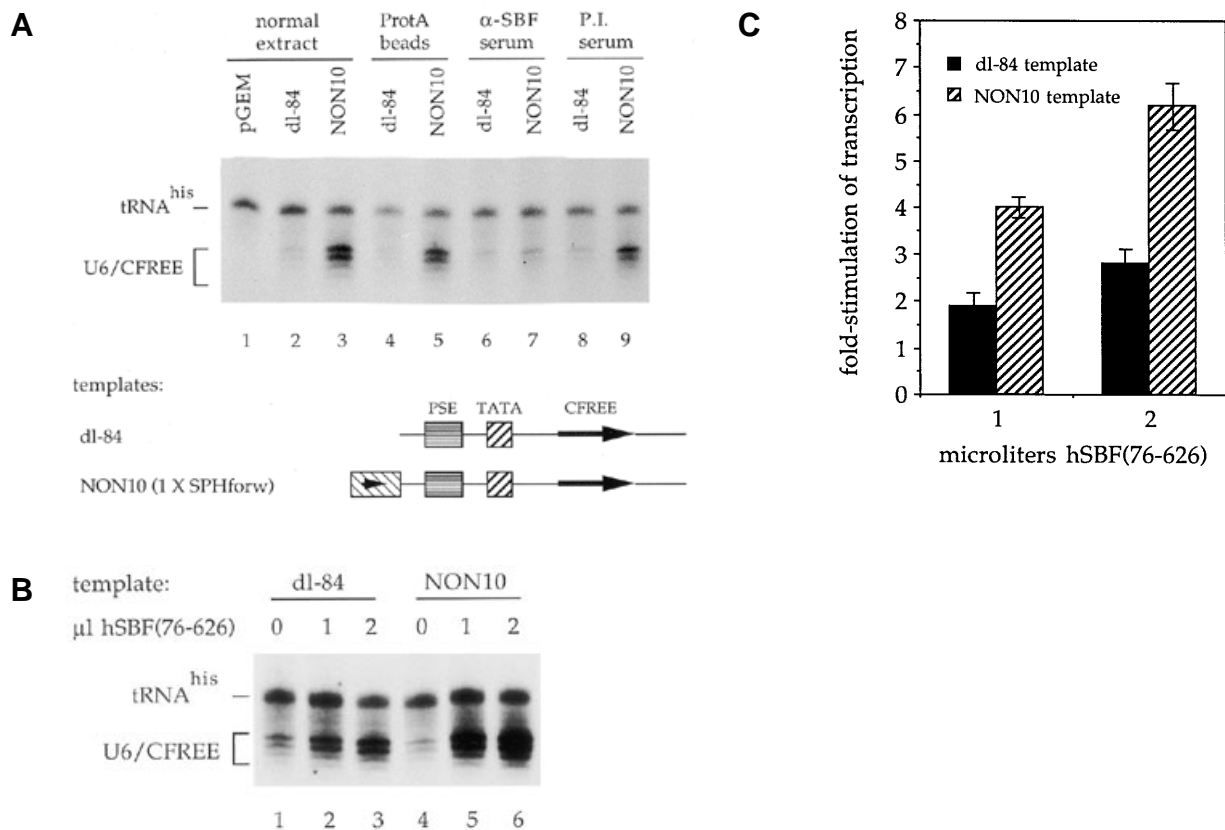 A
normal extract
ProtA beads
α-SBF serum
P.I. serum
pGEM
dl-84
NON10
dl-84
NON10
dl-84
NON10
dl-84
NON10
tRNAhis
U6/CFREE
1 2 3 4 5 6 7 8 9
templates:
PSE TATA CFREE
dl-84
NON10 (1 X SPHforw)
B
template: dl-84 NON10
μl hSBF(76-626) 0 1 2 0 1 2
tRNAhis
U6/CFREE
1 2 3 4 5 6
C
fold-stimulation of transcription
8
7
6
5
4
3
2
1
0
dl-84 template
NON10 template
1 2
microliters hSBF(76-626)